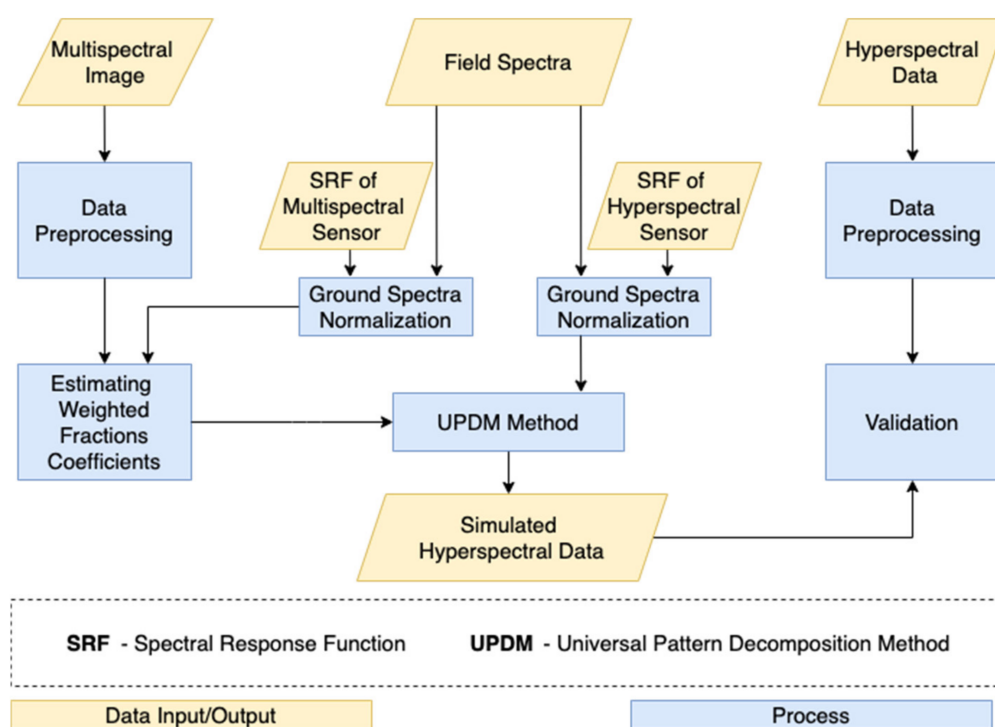 Multispectral
Image
Field Spectra
Hyperspectral
Data
SRF of
Multispectral
Sensor
SRF of
Hyperspectral
Sensor
Data
Preprocessing
Data
Preprocessing
Ground Spectra
Normalization
Ground Spectra
Normalization
Estimating
Weighted
Fractions
Coefficients
UPDM Method
Validation
Simulated
Hyperspectral Data
SRF - Spectral Response Function
UPDM - Universal Pattern Decomposition Method
Data Input/Output
Process